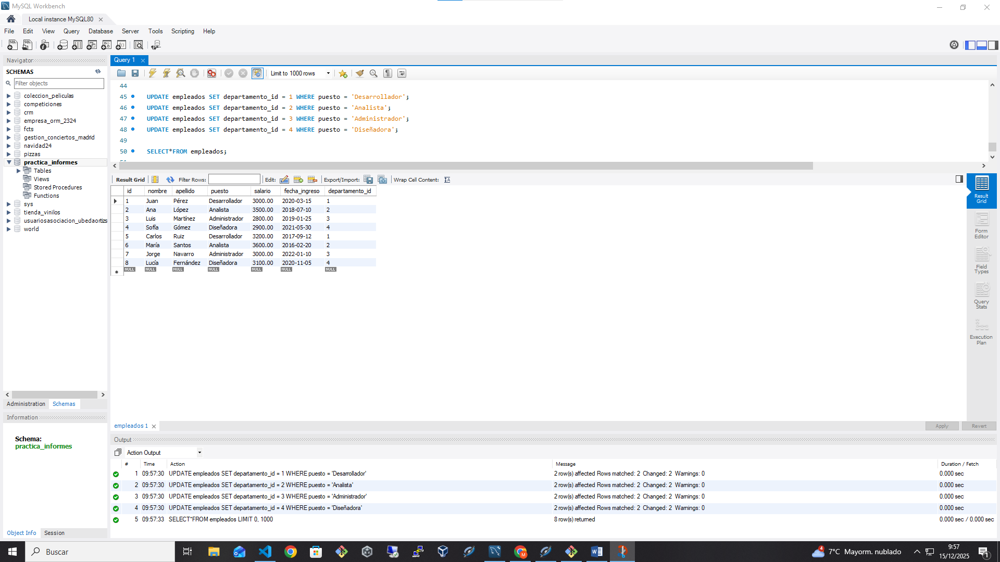 MySQL Workbench
Local instance MySQL80
File Edit View Query Database Server Tools Scripting Help
Navigator
SCHEMAS
Filter objects
coleccion_peliculas
competiciones
crm
empresa_orm_2324
fcts
gestion_conciertos_madrid
navidad24
pizzas
practica_informes
Tables
Views
Stored Procedures
Functions
sys
tienda_vinilos
usuariosasociacion_ubedaortizs
world
Administration Schemas
Information
Schema:
practica_informes
Object Info Session
Query 1
Limit to 1000 rows
44
45 UPDATE empleados SET departamento_id = 1 WHERE puesto = 'Desarrollador';
46 UPDATE empleados SET departamento_id = 2 WHERE puesto = 'Analista';
47 UPDATE empleados SET departamento_id = 3 WHERE puesto = 'Administrador';
48 UPDATE empleados SET departamento_id = 4 WHERE puesto = 'Diseñadora';
49
50 SELECT*FROM empleados;
Result Grid Filter Rows: Edit: Export/Import: Wrap Cell Content:
id nombre apellido puesto salario fecha_ingreso departamento_id
1 Juan Pérez Desarrollador 3000.00 2020-03-15 1
2 Ana López Analista 3500.00 2018-07-10 2
3 Luis Martínez Administrador 2800.00 2019-01-25 3
4 Sofía Gómez Diseñadora 2900.00 2021-05-30 4
5 Carlos Ruiz Desarrollador 3200.00 2017-09-12 1
6 María Santos Analista 3600.00 2016-02-20 2
7 Jorge Navarro Administrador 3000.00 2022-01-10 3
8 Lucía Fernández Diseñadora 3100.00 2020-11-05 4
NULL NULL NULL NULL NULL NULL NULL
Result Grid
Form Editor
Field Types
Query Stats
Execution Plan
empleados 1
Apply Revert
Output
Action Output
# Time Action Message Duration / Fetch
1 09:57:30 UPDATE empleados SET departamento_id = 1 WHERE puesto = 'Desarrollador' 2 row(s) affected Rows matched: 2 Changed: 2 Warnings: 0 0.000 sec
2 09:57:30 UPDATE empleados SET departamento_id = 2 WHERE puesto = 'Analista' 2 row(s) affected Rows matched: 2 Changed: 2 Warnings: 0 0.000 sec
3 09:57:30 UPDATE empleados SET departamento_id = 3 WHERE puesto = 'Administrador' 2 row(s) affected Rows matched: 2 Changed: 2 Warnings: 0 0.000 sec
4 09:57:30 UPDATE empleados SET departamento_id = 4 WHERE puesto = 'Diseñadora' 2 row(s) affected Rows matched: 2 Changed: 2 Warnings: 0 0.000 sec
5 09:57:33 SELECT*FROM empleados LIMIT 0, 1000 8 row(s) returned 0.000 sec / 0.000 sec
Buscar
4
7°C Mayorm. nublado
9:57
15/12/2025
1